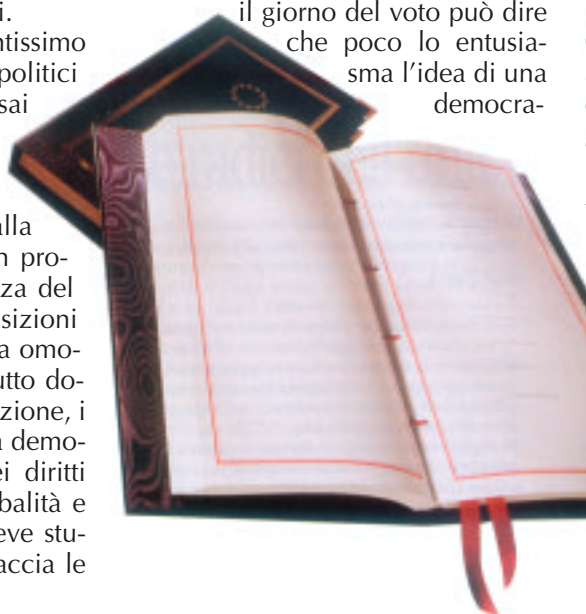 i.
ntissimo
politici
sai
alla
n pro-
za del
sizioni
a omo-
utto do-
zione, i
a demo-
ei diritti
balità e
eve stu-
accia le
il giorno del voto può dire
che poco lo entusia-
sma l'idea di una
democra-